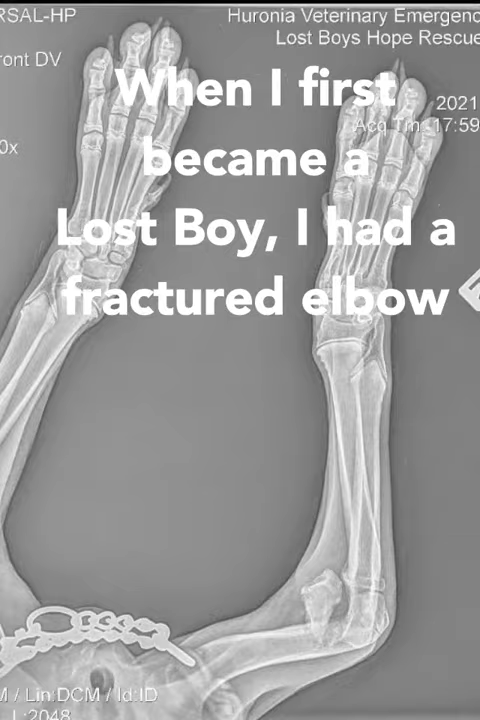 RSAL-HP
Huronia Veterinary Emergenc
Lost Boys Hope Rescue
ront DV
When I first
2021
Acq Tm: 17:59
0x
became a
Lost Boy, I had a
fractured elbow
M / Lin:DCM / Id:ID
L:2048